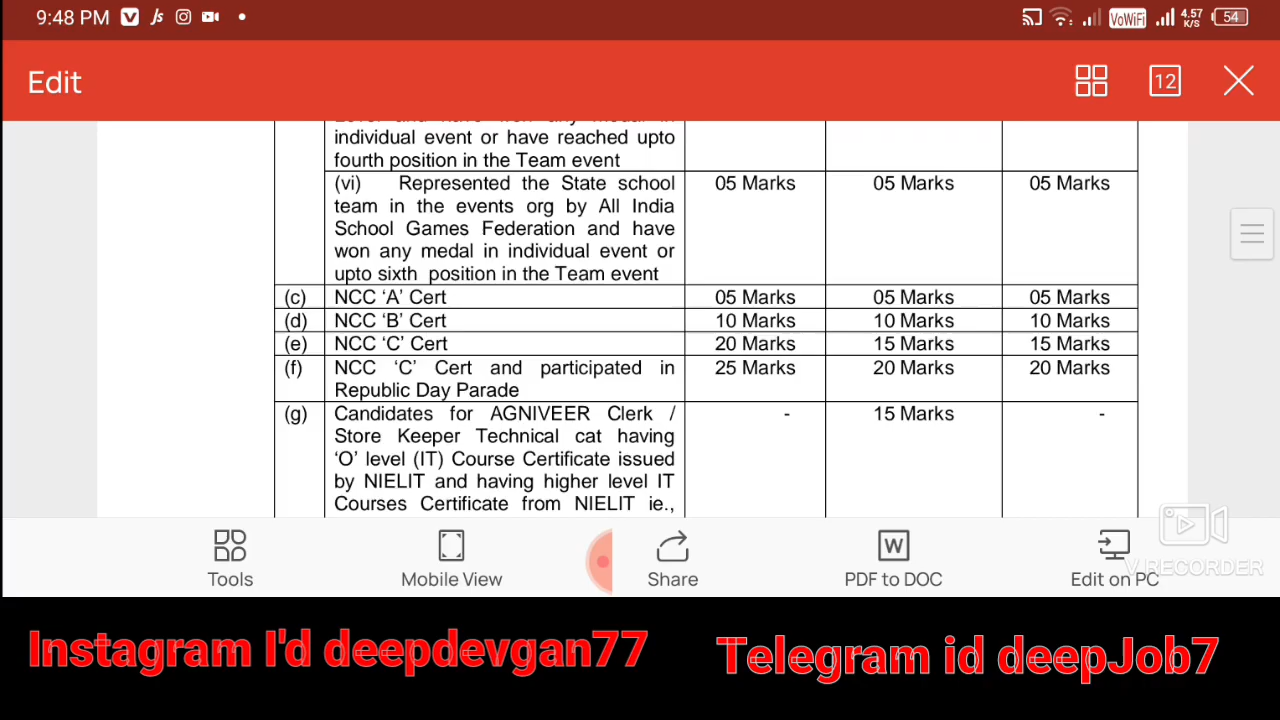 9:48 PM
VoWiFi 4.57 K/S 54
Edit
12
individual event or have reached upto
fourth position in the Team event
(vi) Represented the State school 05 Marks 05 Marks 05 Marks
team in the events org by All India
School Games Federation and have
won any medal in individual event or
upto sixth position in the Team event
(c) NCC ‘A’ Cert 05 Marks 05 Marks 05 Marks
(d) NCC ‘B’ Cert 10 Marks 10 Marks 10 Marks
(e) NCC ‘C’ Cert 20 Marks 15 Marks 15 Marks
(f) NCC ‘C’ Cert and participated in 25 Marks 20 Marks 20 Marks
Republic Day Parade
(g) Candidates for AGNIVEER Clerk / - 15 Marks -
Store Keeper Technical cat having
‘O’ level (IT) Course Certificate issued
by NIELIT and having higher level IT
Courses Certificate from NIELIT ie.,
Tools Mobile View Share PDF to DOC Edit on PC
V RECORDER
Instagram I'd deepdevgan77 Telegram id deepJob7